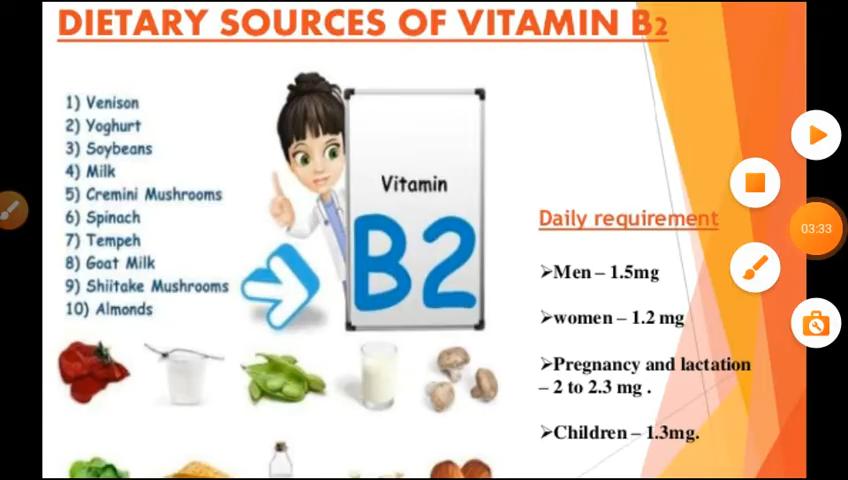 DIETARY SOURCES OF VITAMIN B2
1) Venison
2) Yoghurt
3) Soybeans
4) Milk
5) Cremini Mushrooms
6) Spinach
7) Tempeh
8) Goat Milk
9) Shiitake Mushrooms
10) Almonds
Vitamin
B2
Daily requirement
➢Men – 1.5mg
➢women – 1.2 mg
➢Pregnancy and lactation
– 2 to 2.3 mg .
➢Children – 1.3mg.
03:33